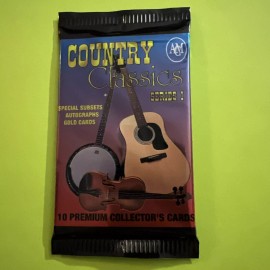 COUNTRY
Classics
SERIES 1
SPECIAL SUBSETS
AUTOGRAPHS
GOLD CARDS
10 PREMIUM COLLECTOR'S CARDS